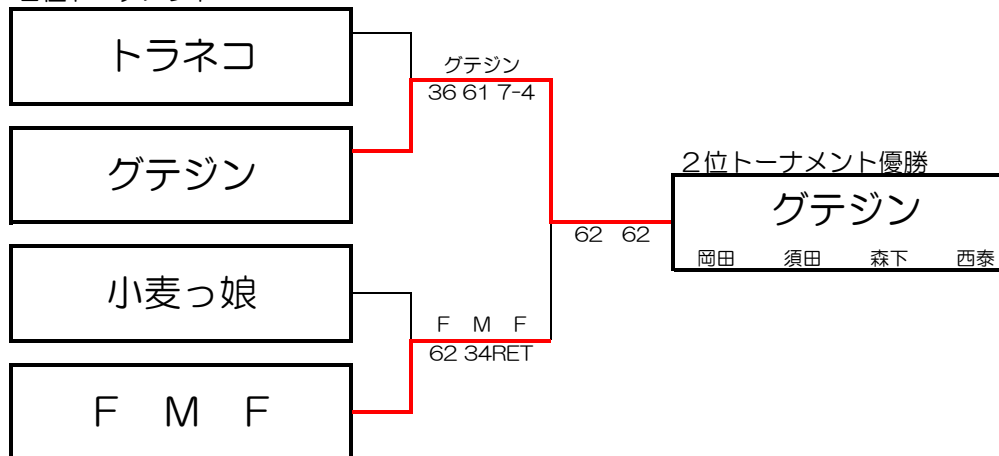 トラネコ
グテジン
36 61 7-4
グテジン
２位トーナメント優勝
グテジン
62 62
岡田 須田 森下 西泰
小麦っ娘
Ｆ Ｍ Ｆ
62 34RET
Ｆ Ｍ Ｆ